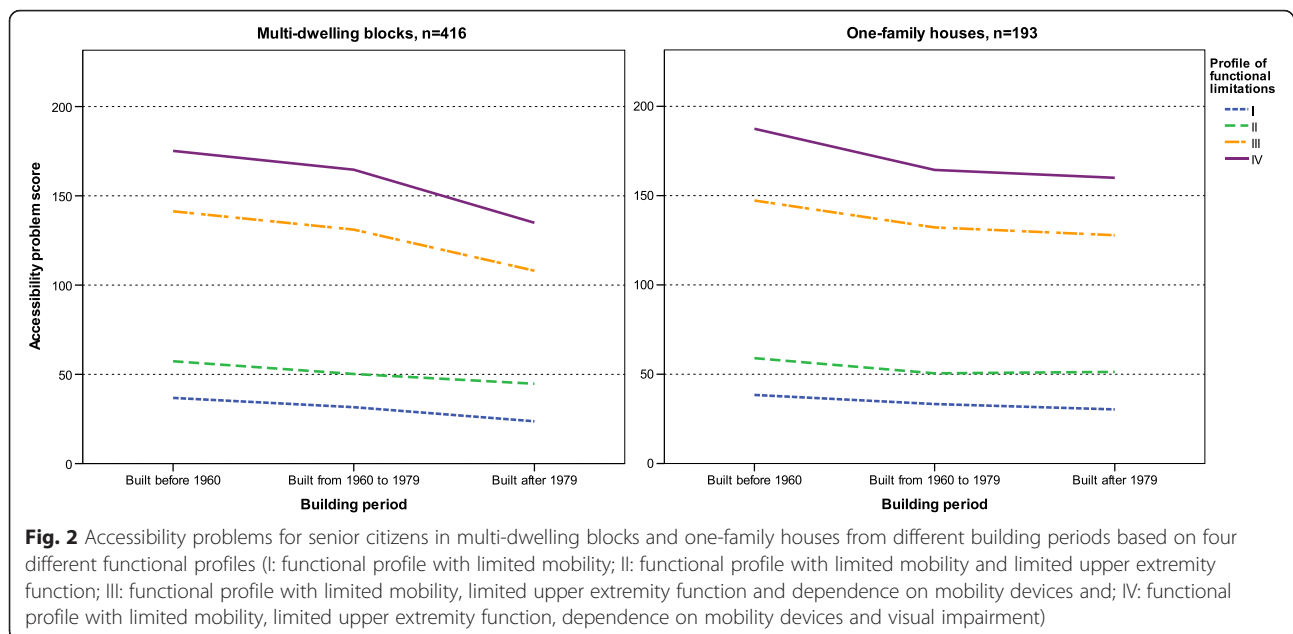 Multi-dwelling blocks, n=416
One-family houses, n=193
Profile of
functional
limitations
I
II
III
IV
Accessibility problem score
200
150
100
50
0
200
150
100
50
0
Built before 1960
Built from 1960 to 1979
Built after 1979
Built before 1960
Built from 1960 to 1979
Built after 1979
Building period
Building period
Fig. 2 Accessibility problems for senior citizens in multi-dwelling blocks and one-family houses from different building periods based on four
different functional profiles (I: functional profile with limited mobility; II: functional profile with limited mobility and limited upper extremity
function; III: functional profile with limited mobility, limited upper extremity function and dependence on mobility devices and; IV: functional
profile with limited mobility, limited upper extremity function, dependence on mobility devices and visual impairment)